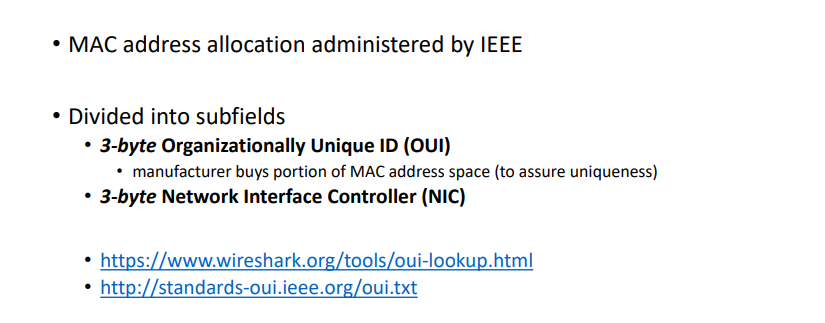 • MAC address allocation administered by IEEE
• Divided into subfields
• 3-byte Organizationally Unique ID (OUI)
• manufacturer buys portion of MAC address space (to assure uniqueness)
• 3-byte Network Interface Controller (NIC)
• https://www.wireshark.org/tools/oui-lookup.html
• http://standards-oui.ieee.org/oui.txt